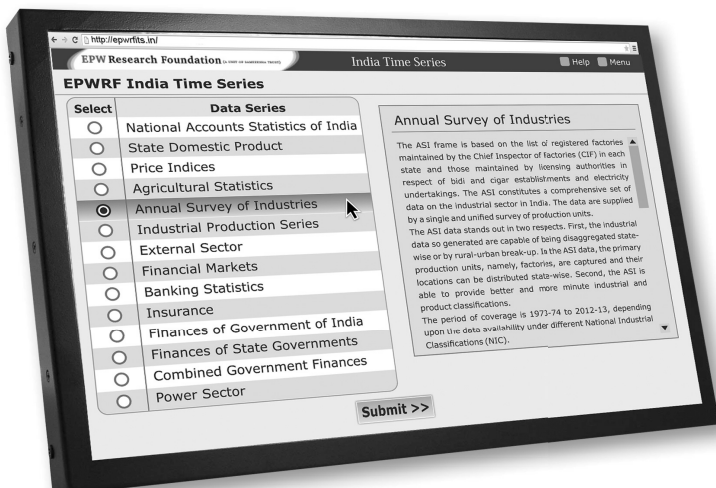 http://epwrfits.in/
EPW Research Foundation
India Time Series
Help
Menu
EPWRF India Time Series
Select
Data Series
National Accounts Statistics of India
State Domestic Product
Price Indices
Agricultural Statistics
Annual Survey of Industries
Industrial Production Series
External Sector
Financial Markets
Banking Statistics
Insurance
Finances of Government of India
Finances of State Governments
Combined Government Finances
Power Sector
Annual Survey of Industries
The ASI frame is based on the list of registered factories
maintained by the Chief Inspector of Factories (CIF) in each
state and those maintained by licensing authorities in
respect of bidi and cigar establishments and electricity
undertakings. The ASI constitutes a comprehensive set of
data on the industrial sector in India. The data are supplied
by a single and unified survey of production units.
The ASI data stands out in two respects. First, the industrial
data so generated are capable of being disaggregated state-
wise or by rural-urban break-up. Is the ASI data, the primary
production units, namely, factories, are captured and their
locations can be distributed state-wise. Second, the ASI is
able to provide better and more minute industrial and
product classifications.
The period of coverage is 1973-74 to 2012-13, depending
upon the data availability under different National Industrial
Classifications (NIC).
Submit >>